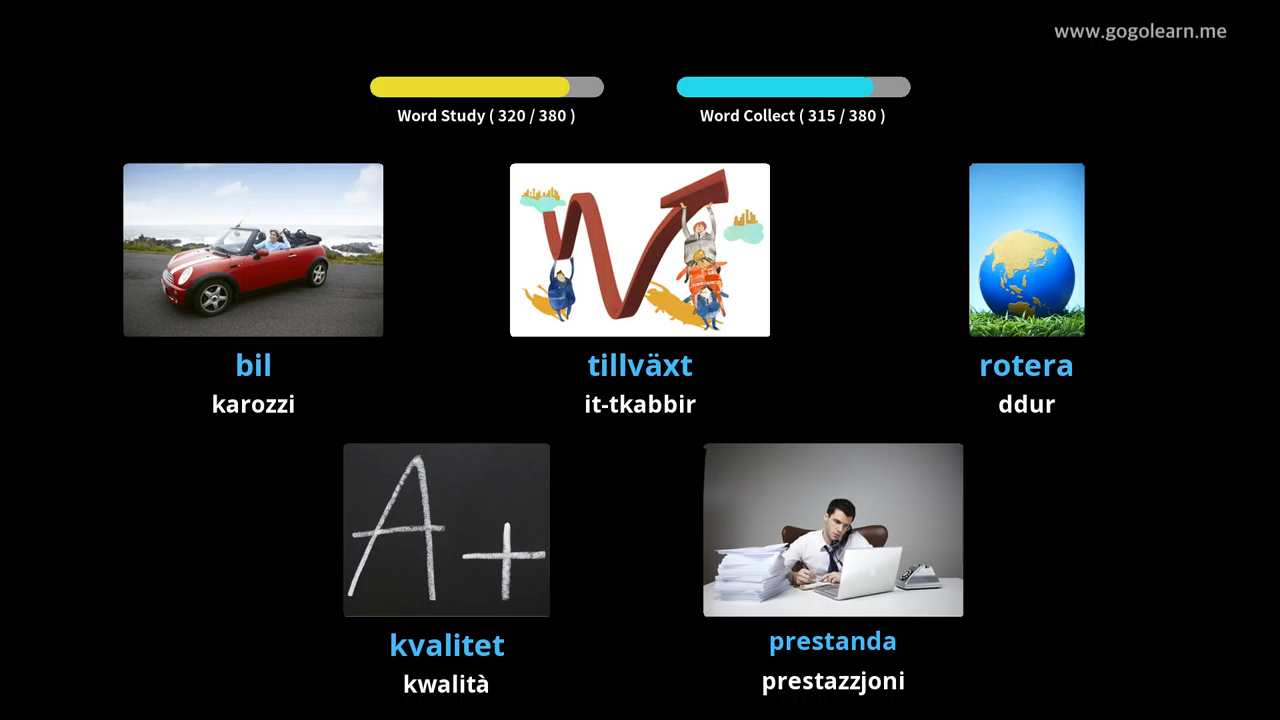 www.gogolearn.me
Word Study ( 320 / 380 )
Word Collect ( 315 / 380 )
bil
karozzi
tillväxt
it-tkabbir
rotera
ddur
A+
kvalitet
kwalità
prestanda
prestazzjoni